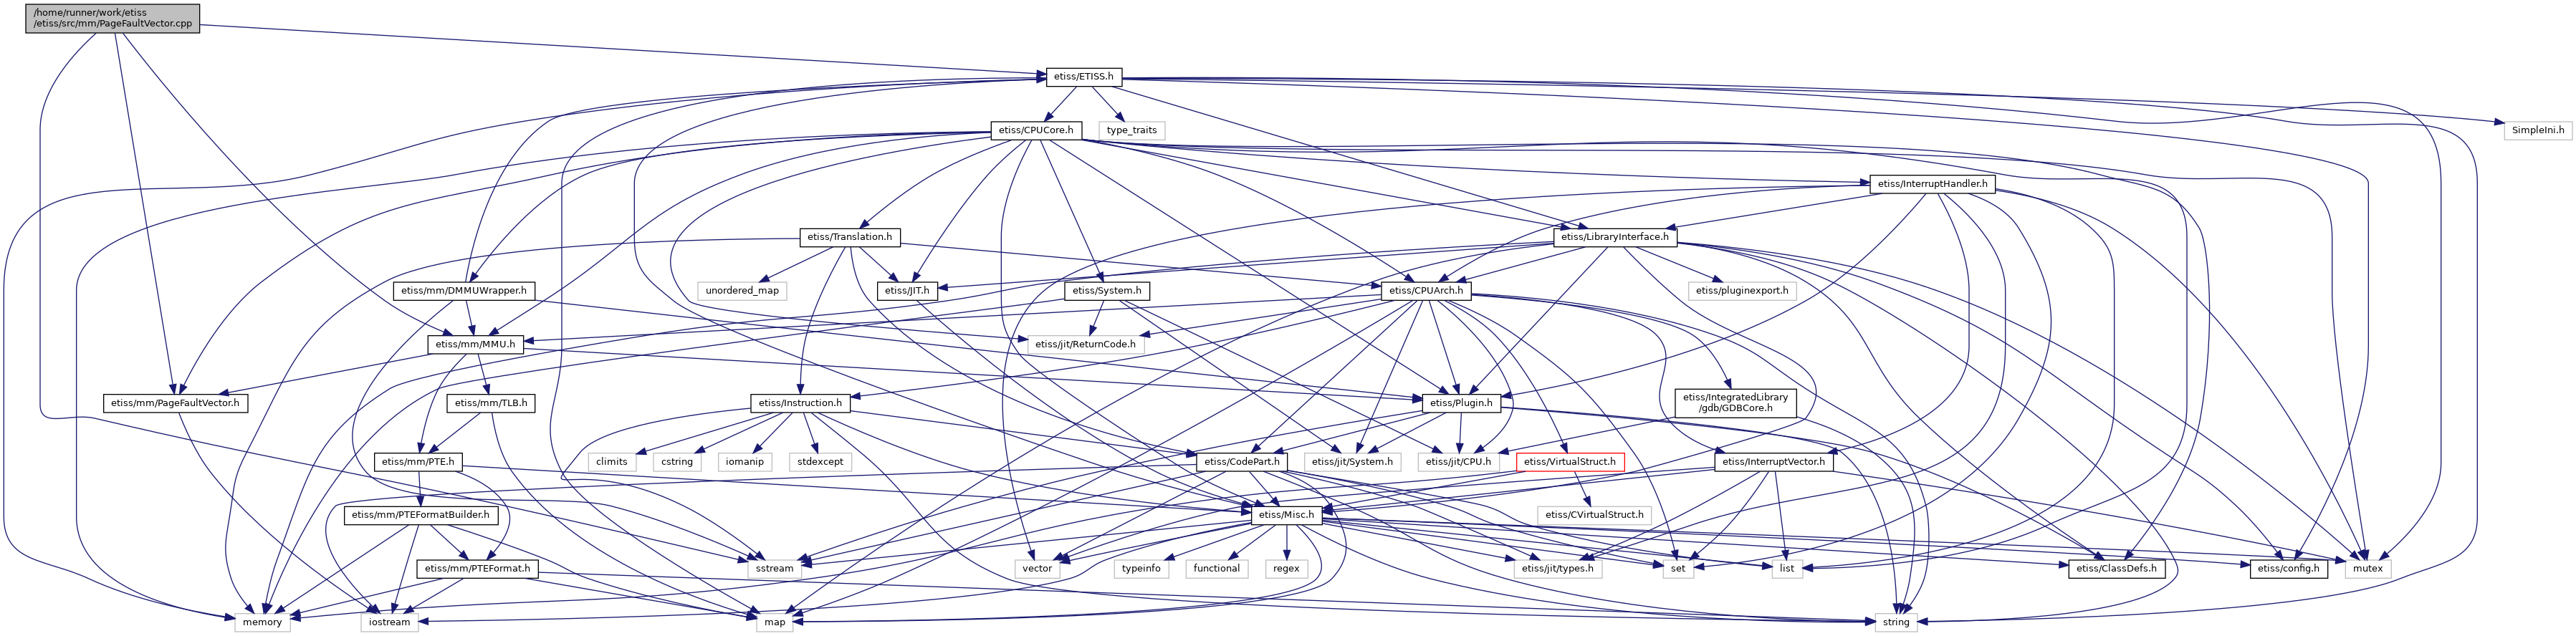 /home/runner/work/etiss
/etiss/src/mm/PageFaultVector.cpp
etiss/ETISS.h
etiss/CPUCore.h
type_traits
SimpleIni.h
etiss/InterruptHandler.h
etiss/Translation.h
etiss/LibraryInterface.h
etiss/mm/DMMUWrapper.h
unordered_map
etiss/JIT.h
etiss/System.h
etiss/CPUArch.h
etiss/pluginexport.h
etiss/mm/MMU.h
etiss/jit/ReturnCode.h
etiss/mm/PageFaultVector.h
etiss/mm/TLB.h
etiss/Instruction.h
etiss/Plugin.h
etiss/IntegratedLibrary
/gdb/GDBCore.h
etiss/mm/PTE.h
climits
cstring
iomanip
stdexcept
etiss/CodePart.h
etiss/jit/System.h
etiss/jit/CPU.h
etiss/VirtualStruct.h
etiss/InterruptVector.h
etiss/mm/PTEFormatBuilder.h
etiss/Misc.h
etiss/CVirtualStruct.h
etiss/mm/PTEFormat.h
sstream
vector
typeinfo
functional
regex
etiss/jit/types.h
set
list
etiss/ClassDefs.h
etiss/config.h
mutex
memory
iostream
map
string